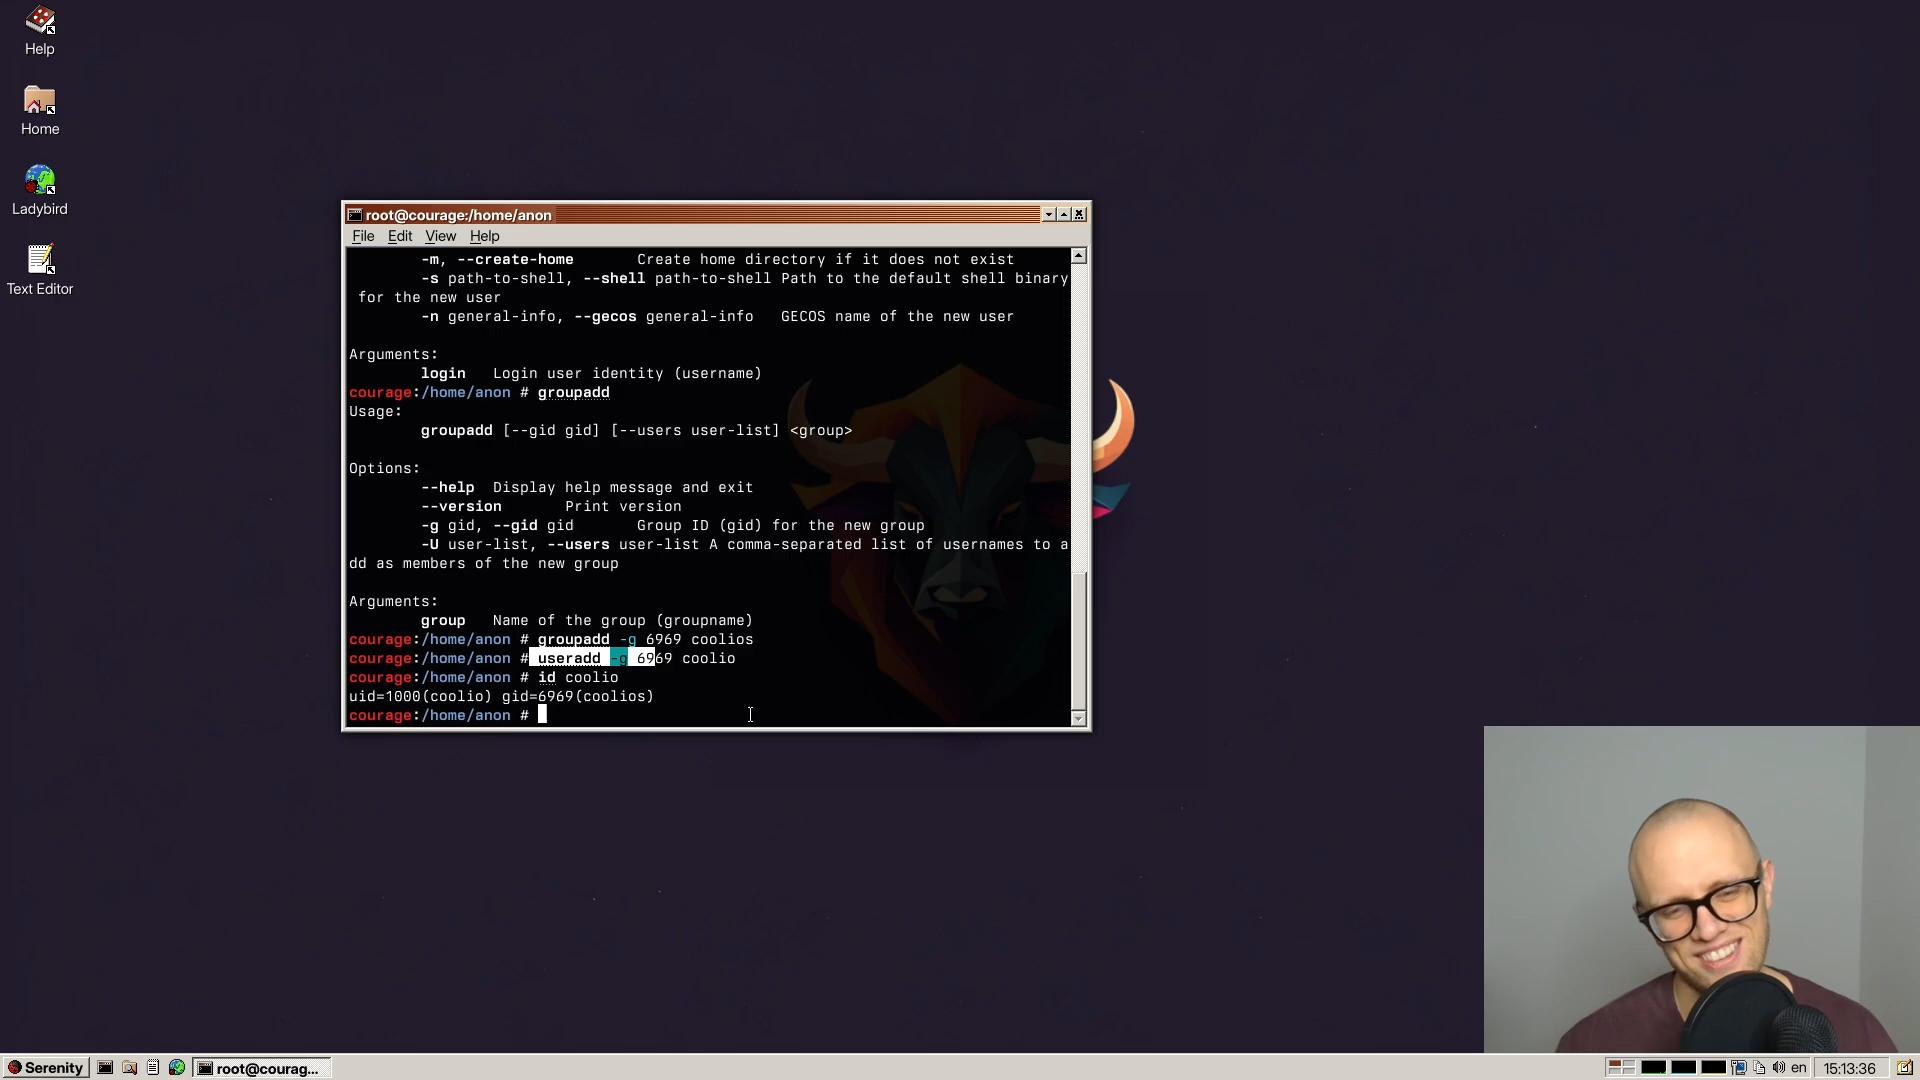 Help
Home
Ladybird
Text Editor
root@courage:/home/anon
File Edit View Help
-m, --create-home Create home directory if it does not exist
-s path-to-shell, --shell path-to-shell Path to the default shell binary
for the new user
-n general-info, --gecos general-info GECOS name of the new user
Arguments:
login Login user identity (username)
courage:/home/anon # groupadd
Usage:
groupadd [--gid gid] [--users user-list] <group>
Options:
--help Display help message and exit
--version Print version
-g gid, --gid gid Group ID (gid) for the new group
-U user-list, --users user-list A comma-separated list of usernames to a
dd as members of the new group
Arguments:
group Name of the group (groupname)
courage:/home/anon # groupadd -g 6969 coolios
courage:/home/anon # useradd -g 6969 coolio
courage:/home/anon # id coolio
uid=1000(coolio) gid=6969(coolios)
courage:/home/anon #
Serenity
root@courag...
en
15:13:36